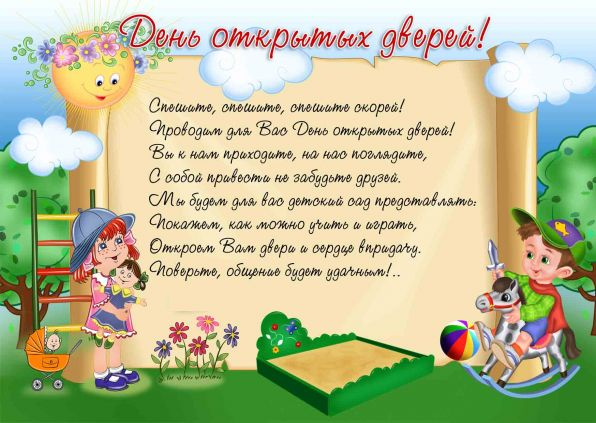 День открытых дверей!
Спешите, спешите, спешите скорей!
Проводим для Вас День открытых дверей!
Вы к нам приходите, на нас поглядите,
С собой привести не забудьте друзей.
Мы будем для вас детский сад представлять:
Покажем, как можно учить и играть,
Откроем Вам двери и сердце впридачу.
Поверьте, общение будет удачным!..